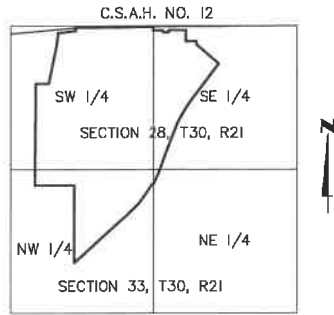 C.S.A.H. NO. 12
SW 1/4
SE 1/4
SECTION 28, T30, R21
N
NW 1/4
NE 1/4
SECTION 33, T30, R21